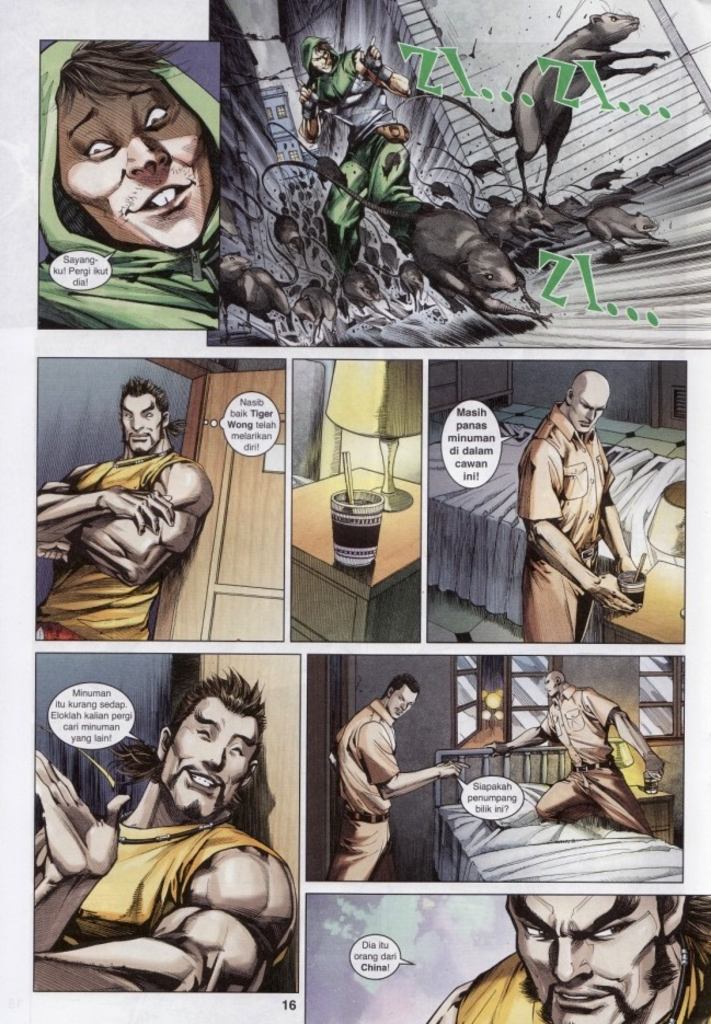 Sayang-
ku! Pergi ikut
dia!
ZI... ZI...
ZI...
Nasib
baik Tiger
Wong telah
melarikan
diri!
Masih
panas
minuman
di dalam
cawan
ini!
Minuman
itu kurang sedap.
Eloklah kalian pergi
cari minuman
yang lain!
Siapakah
penumpang
bilik ini!
Dia itu
orang dari
China!
16